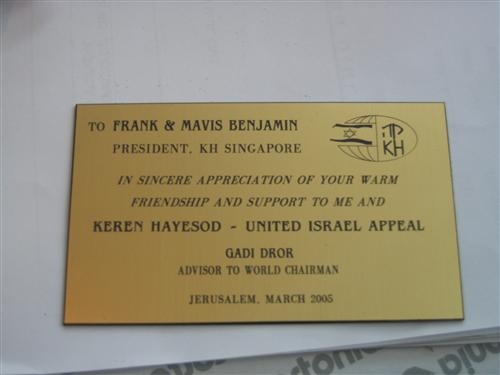 TO FRANK & MAVIS BENJAMIN
PRESIDENT, KH SINGAPORE
קה
KH
IN SINCERE APPRECIATION OF YOUR WARM
FRIENDSHIP AND SUPPORT TO ME AND
KEREN HAYESOD - UNITED ISRAEL APPEAL
GADI DROR
ADVISOR TO WORLD CHAIRMAN
JERUSALEM, MARCH 2005